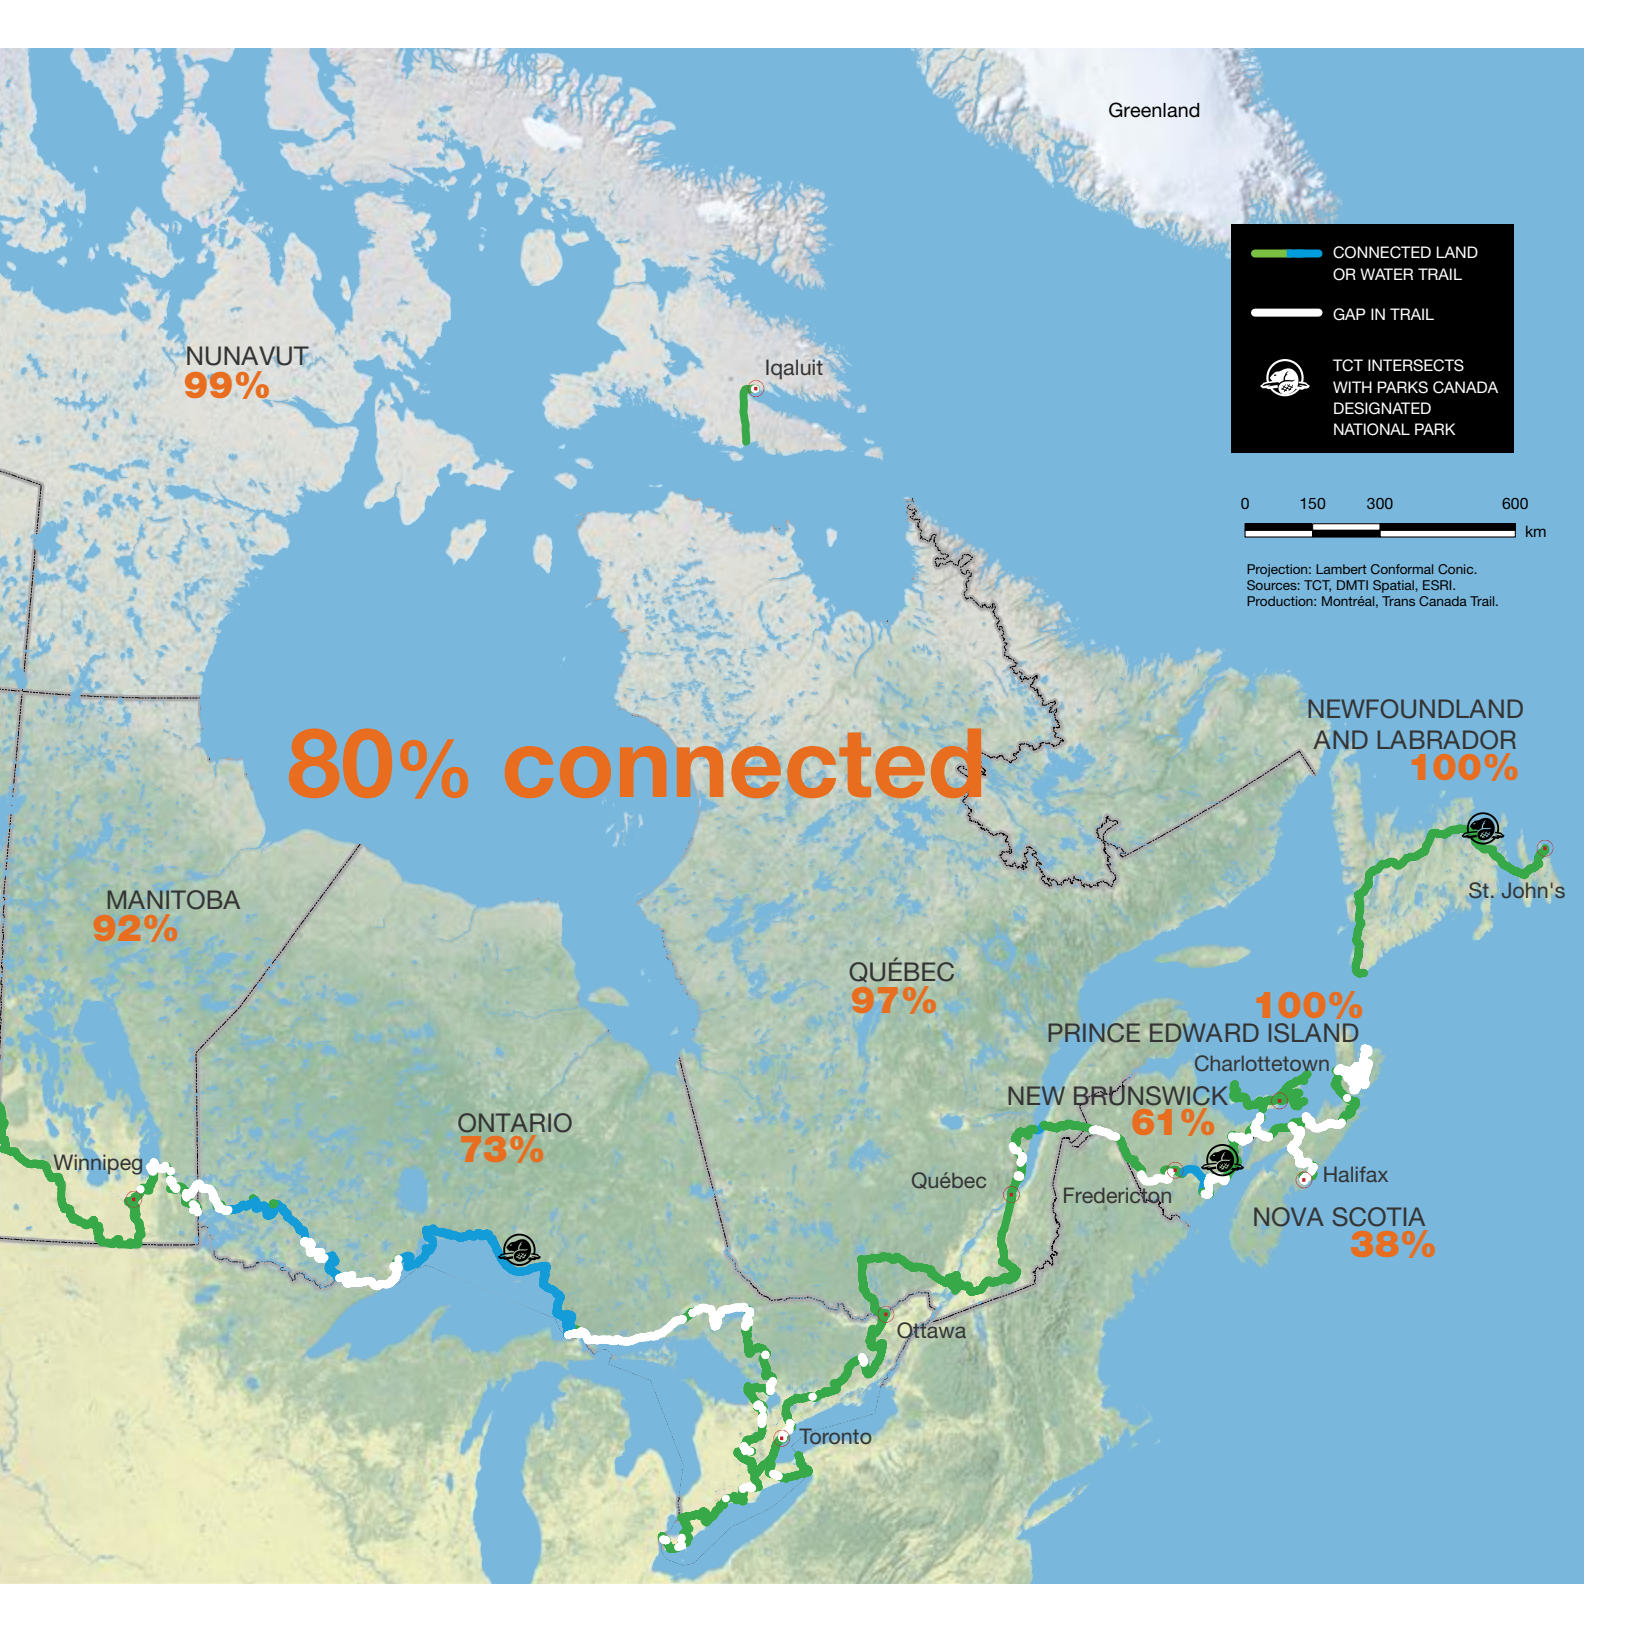 Greenland
CONNECTED LAND
OR WATER TRAIL
GAP IN TRAIL
TCT INTERSECTS
WITH PARKS CANADA
DESIGNATED
NATIONAL PARK
NUNAVUT
99%
Iqaluit
0 150 300 600
km
Projection: Lambert Conformal Conic.
Sources: TCT, DMTI Spatial, ESRI.
Production: Montréal, Trans Canada Trail.
NEWFOUNDLAND
AND LABRADOR
100%
80% connected
St. John's
MANITOBA
92%
QUÉBEC
97%
100%
PRINCE EDWARD ISLAND
Charlottetown
NEW BRUNSWICK
61%
ONTARIO
73%
Winnipeg
Québec
Fredericton
Halifax
NOVA SCOTIA
38%
Ottawa
Toronto